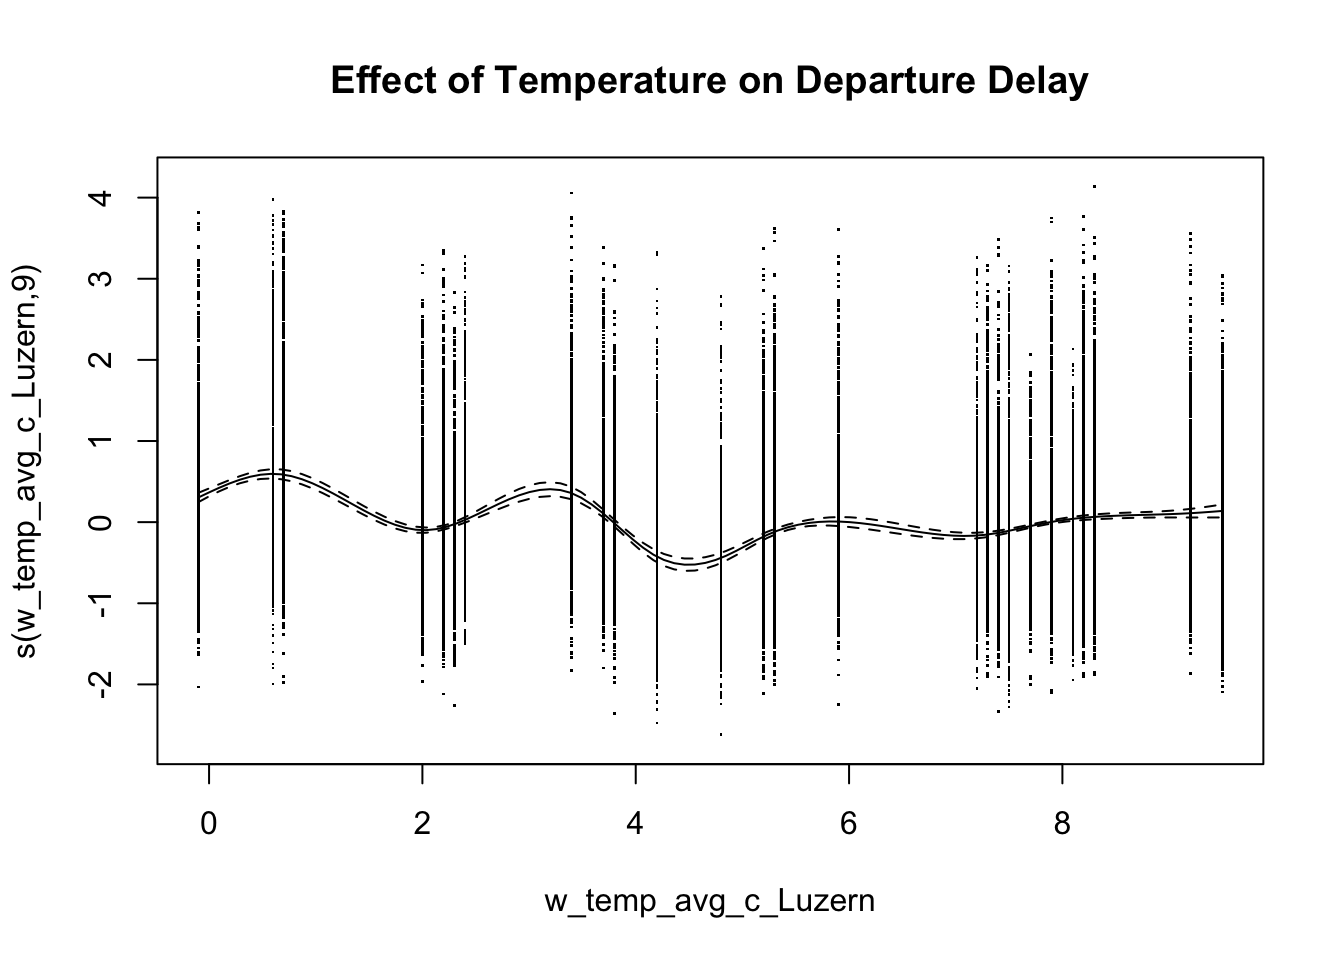 Effect of Temperature on Departure Delay
s(w_temp_avg_c_Luzern,9)
4
3
2
1
0
-1
-2
0 2 4 6 8
w_temp_avg_c_Luzern